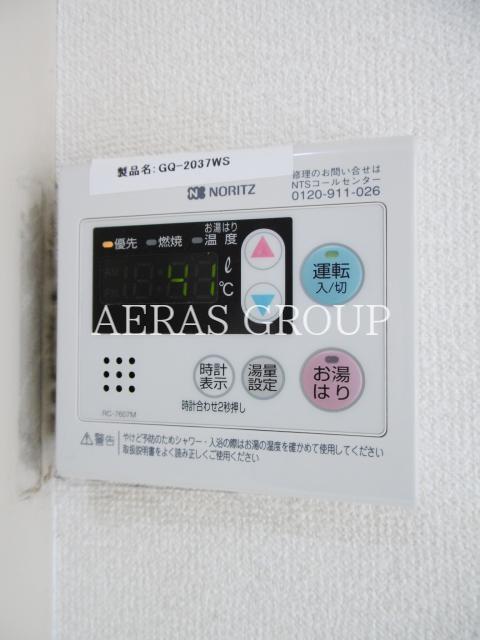 製品名:GQ-2037WS
修理のお問い合せは
NTSコールセンター
0120-911-026
NORITZ
お湯はり
優先 燃焼 温度
AM
PM
41 ℓ
℃
運転
入/切
AERAS GROUP
時計
表示
湯量
設定
お湯
はり
時計合わせ2秒押し
RC-7607M
警告
やけど予防のためシャワー・入浴の際はお湯の温度を確かめて使用してください
取扱説明書をよく読み正しくご使用ください